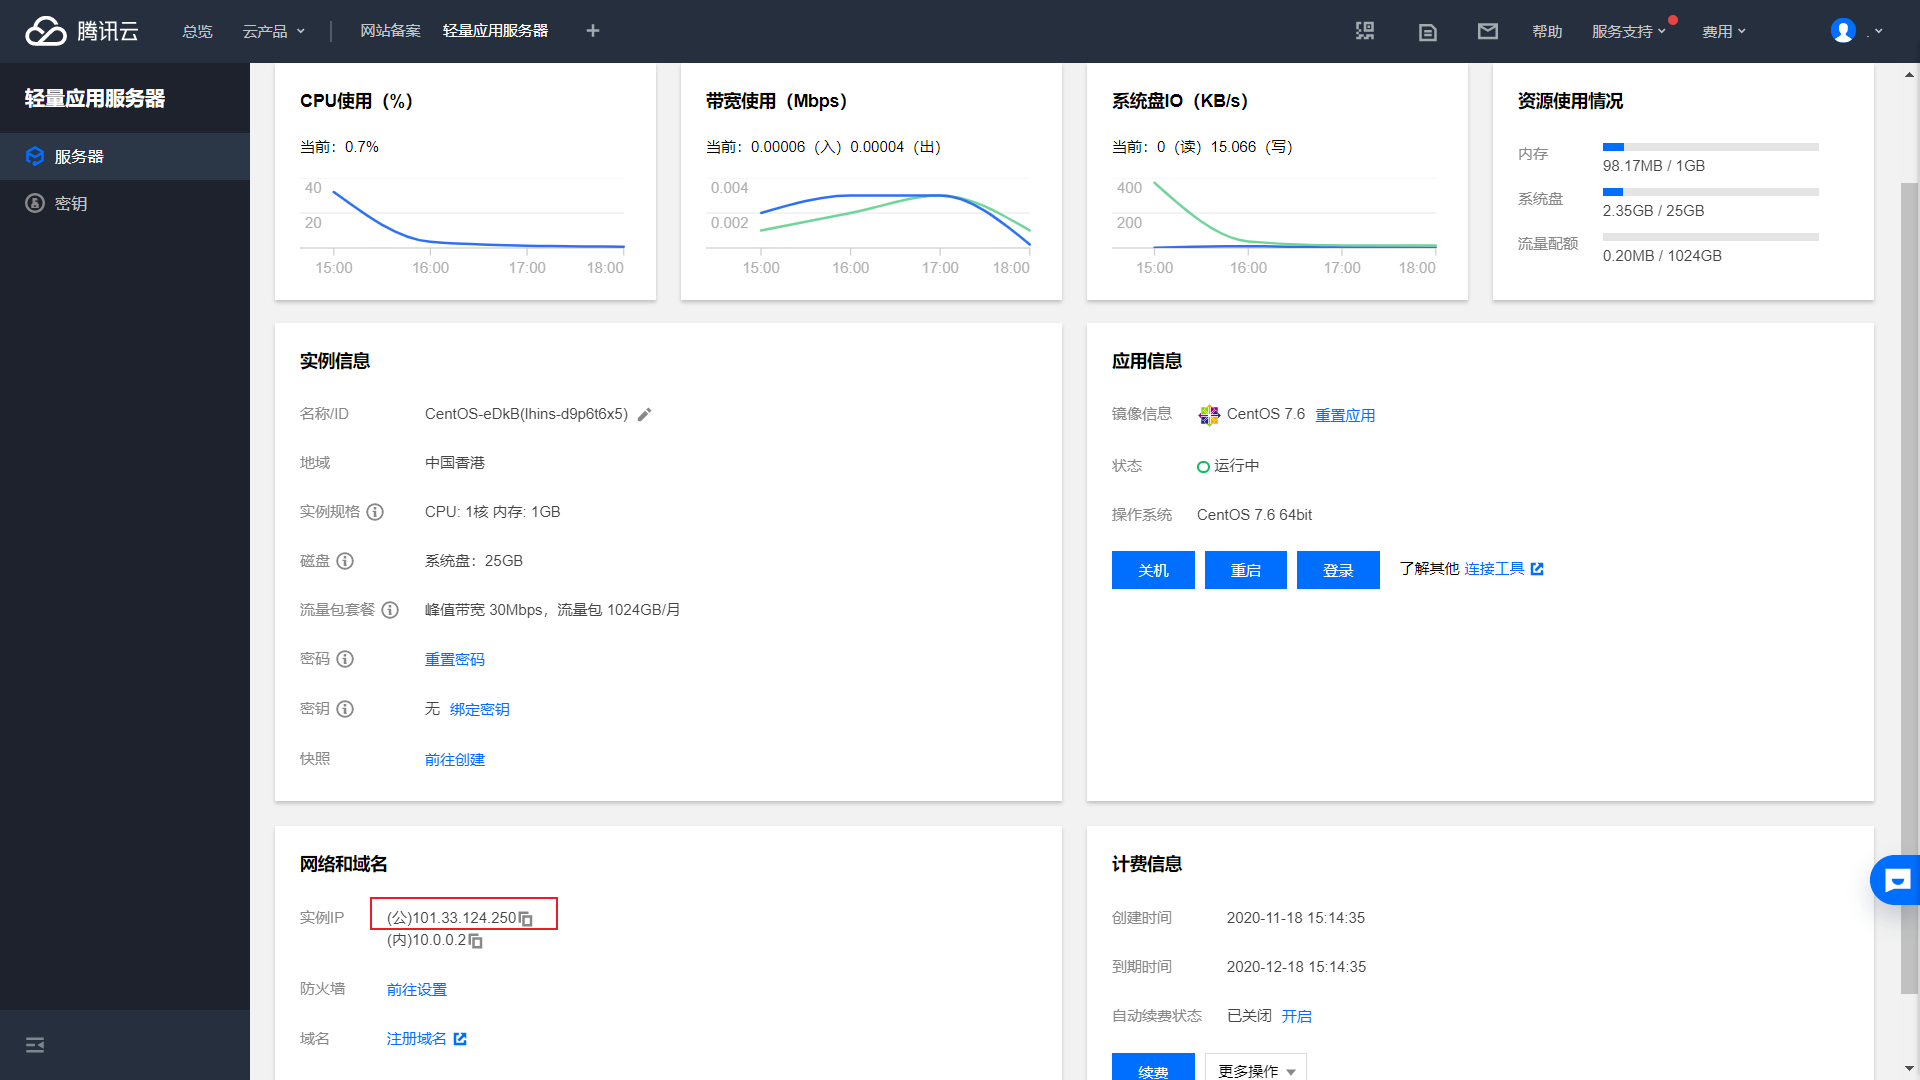 腾讯云 总览 云产品 网站备案 轻量应用服务器 帮助 服务支持 费用 .
轻量应用服务器
服务器
密钥
CPU使用（%）
当前：0.7%
40
20
15:00 16:00 17:00 18:00
带宽使用（Mbps）
当前：0.00006（入）0.00004（出）
0.004
0.002
15:00 16:00 17:00 18:00
系统盘IO（KB/s）
当前：0（读）15.066（写）
400
200
15:00 16:00 17:00 18:00
资源使用情况
内存
98.17MB / 1GB
系统盘
2.35GB / 25GB
流量配额
0.20MB / 1024GB
实例信息
名称/ID CentOS-eDkB(lhins-d9p6t6x5)
地域 中国香港
实例规格 CPU: 1核 内存: 1GB
磁盘 系统盘：25GB
流量包套餐 峰值带宽 30Mbps，流量包 1024GB/月
密码 重置密码
密钥 无 绑定密钥
快照 前往创建
应用信息
镜像信息 CentOS 7.6 重置应用
状态 运行中
操作系统 CentOS 7.6 64bit
关机 重启 登录 了解其他 连接工具
网络和域名
实例IP (公)101.33.124.250
(内)10.0.0.2
防火墙 前往设置
域名 注册域名
计费信息
创建时间 2020-11-18 15:14:35
到期时间 2020-12-18 15:14:35
自动续费状态 已关闭 开启
续费 更多操作